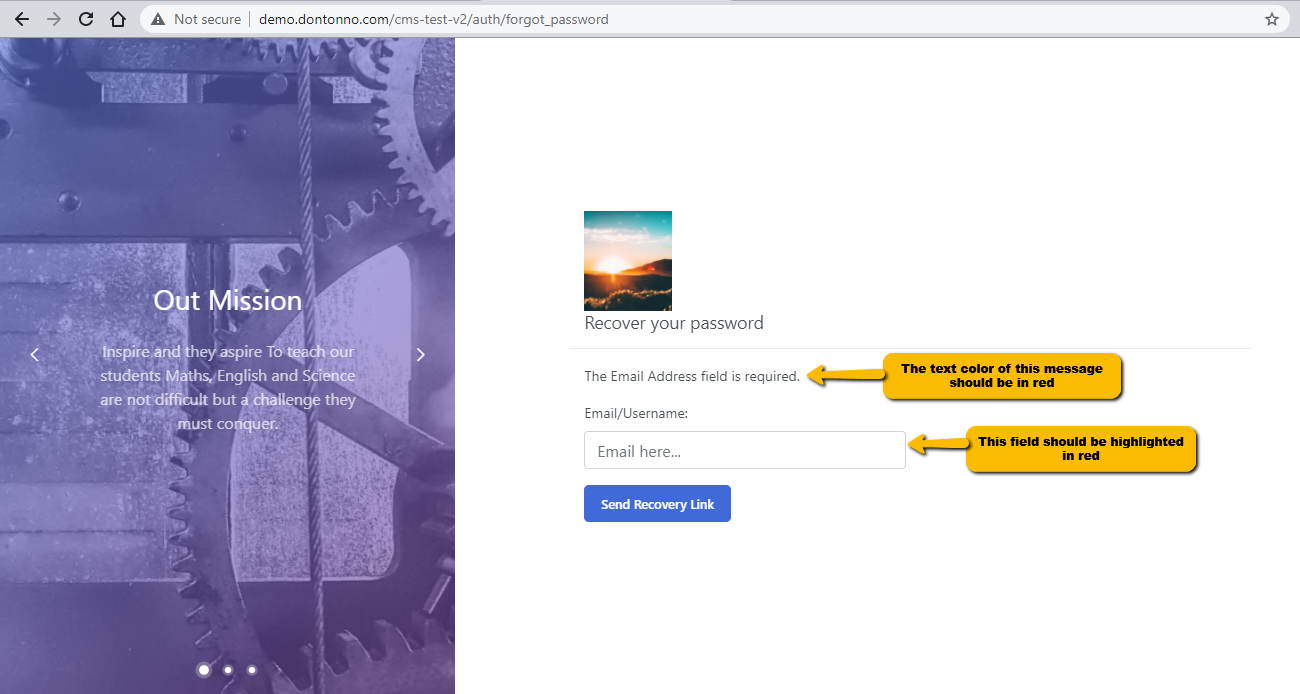 Not secure
demo.dontonno.com/cms-test-v2/auth/forgot_password
Out Mission
Inspire and they aspire To teach our
students Maths, English and Science
are not difficult but a challenge they
must conquer.
Recover your password
The Email Address field is required.
The text color of this message
should be in red
Email/Username:
Email here...
This field should be highlighted
in red
Send Recovery Link